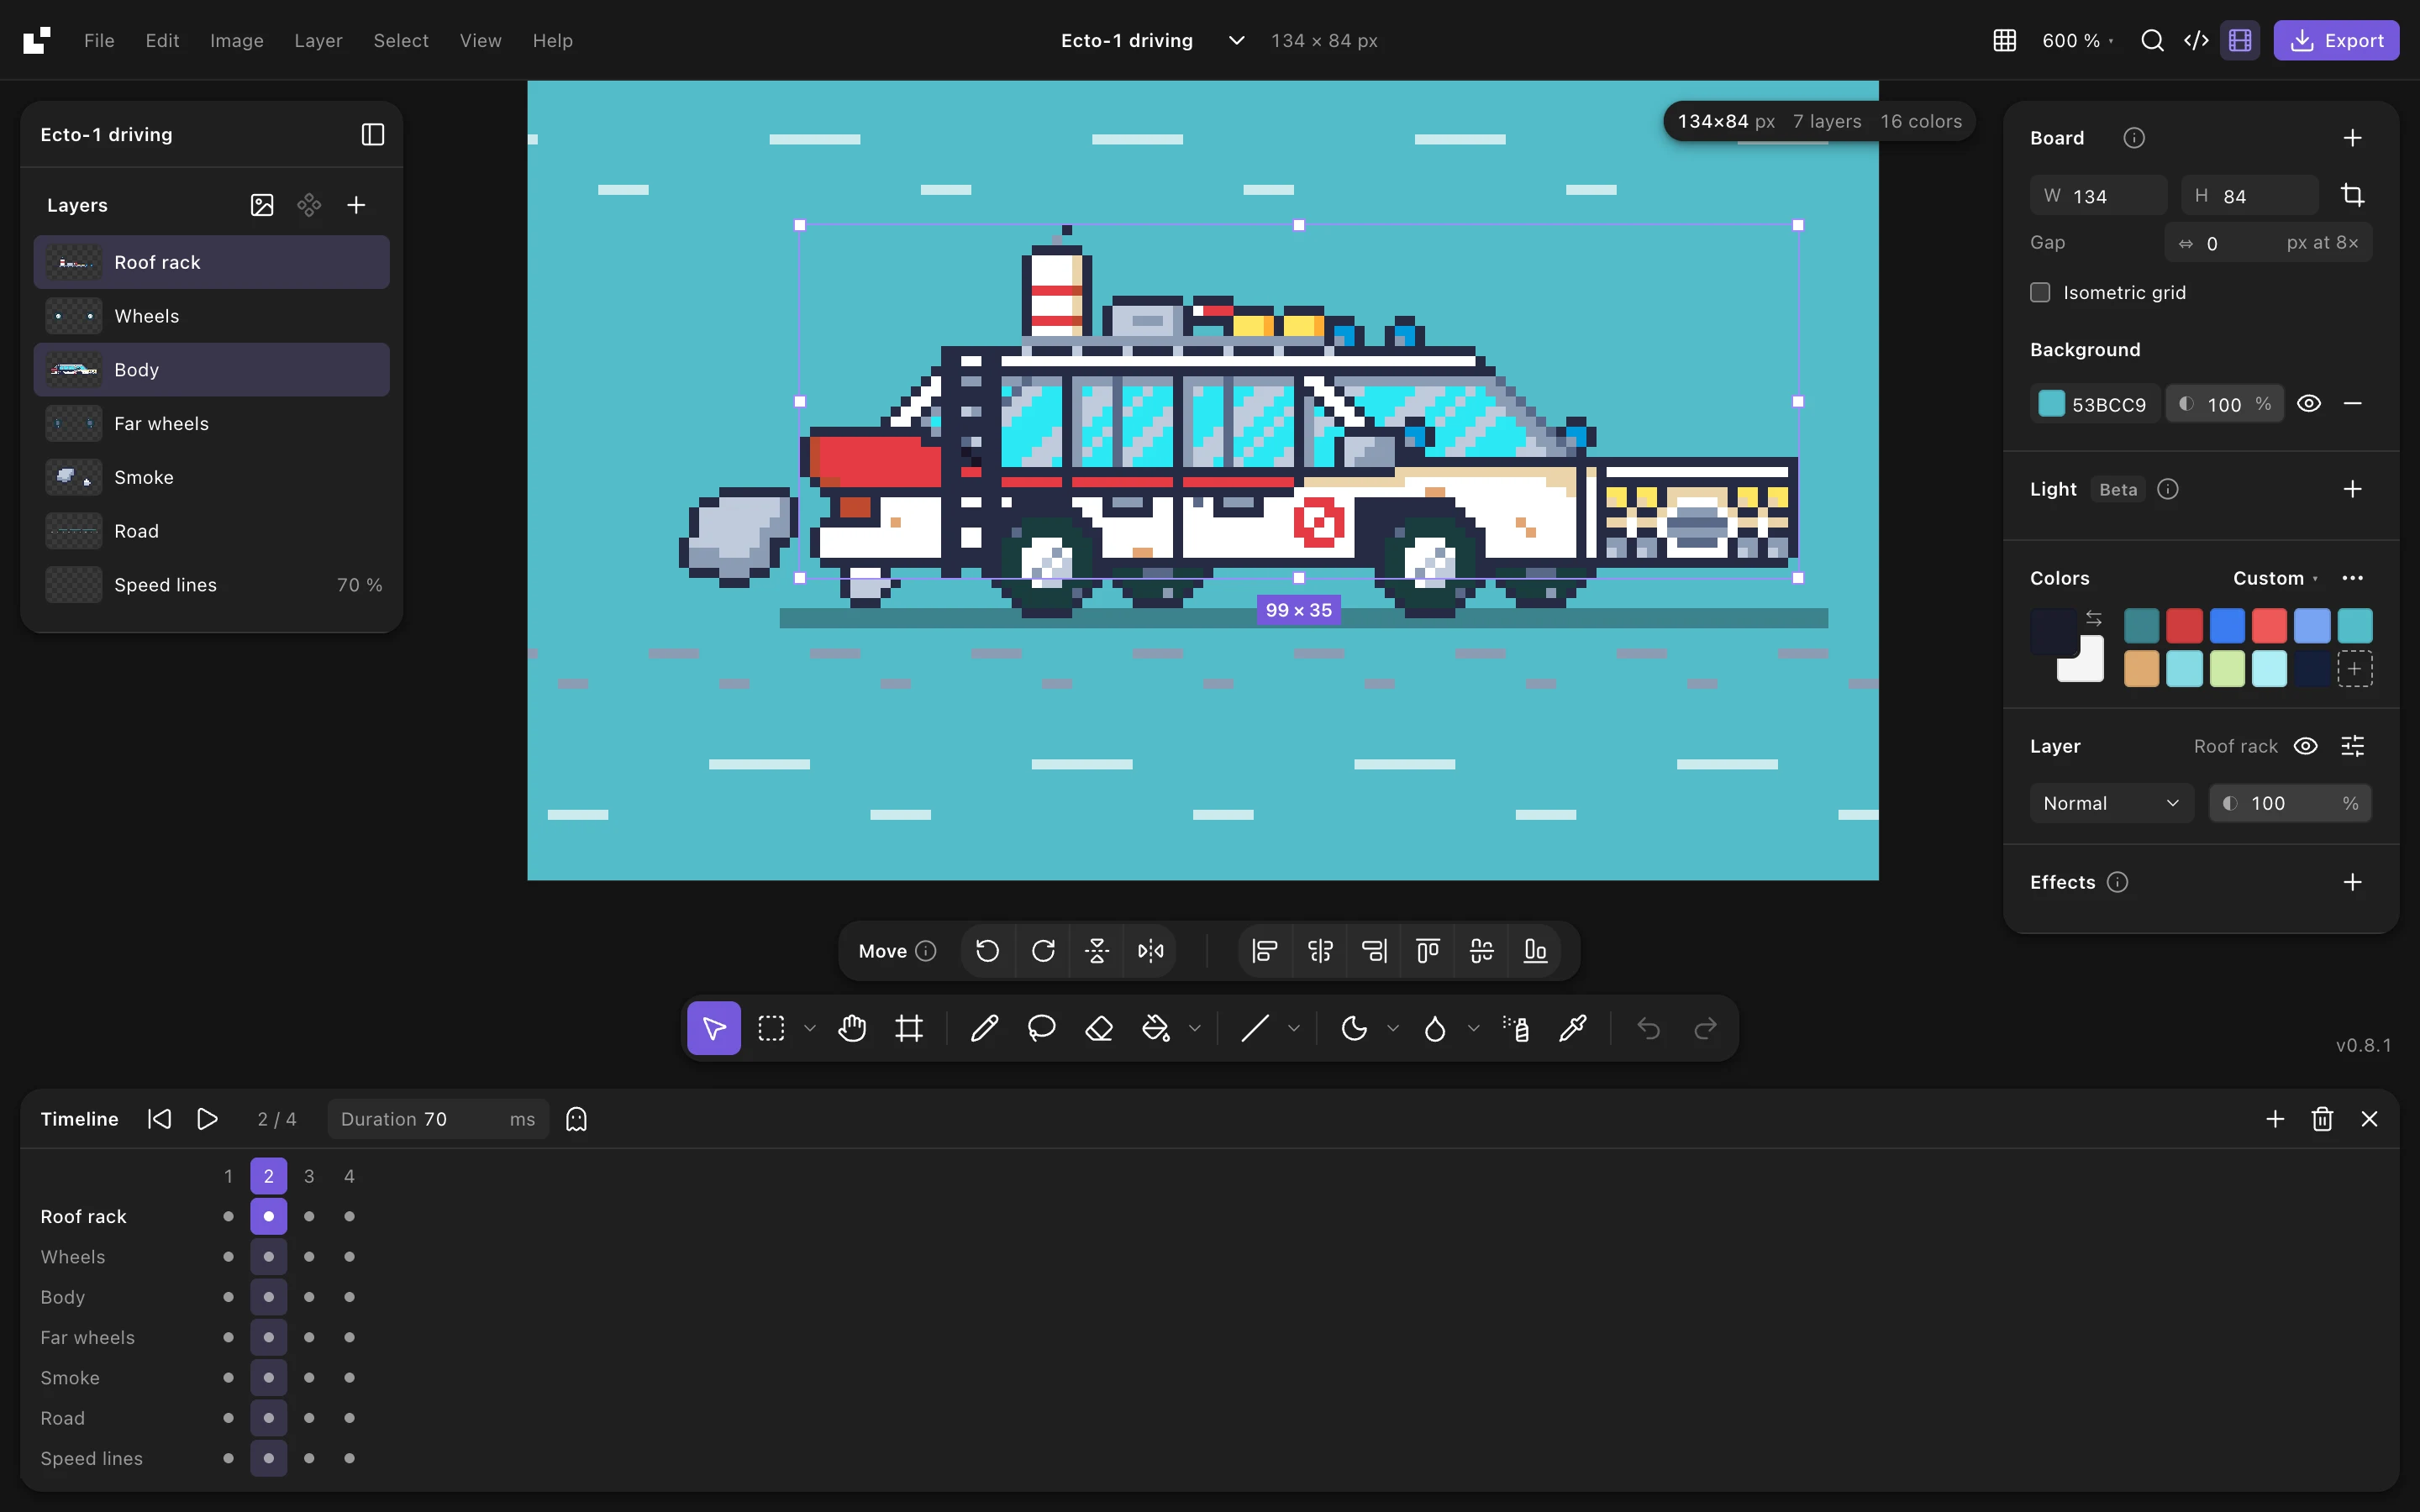 File Edit Image Layer Select View Help
Ecto-1 driving 134 × 84 px
600 % Export
Ecto-1 driving
Layers
Roof rack
Wheels
Body
Far wheels
Smoke
Road
Speed lines 70 %
134×84 px 7 layers 16 colors
99 × 35
Board
W 134 H 84
Gap 0 px at 8×
Isometric grid
Background
53BCC9 100 %
Light Beta
Colors Custom
Layer Roof rack
Normal 100 %
Effects
Move
v0.8.1
Timeline 2 / 4 Duration 70 ms
1 2 3 4
Roof rack
Wheels
Body
Far wheels
Smoke
Road
Speed lines